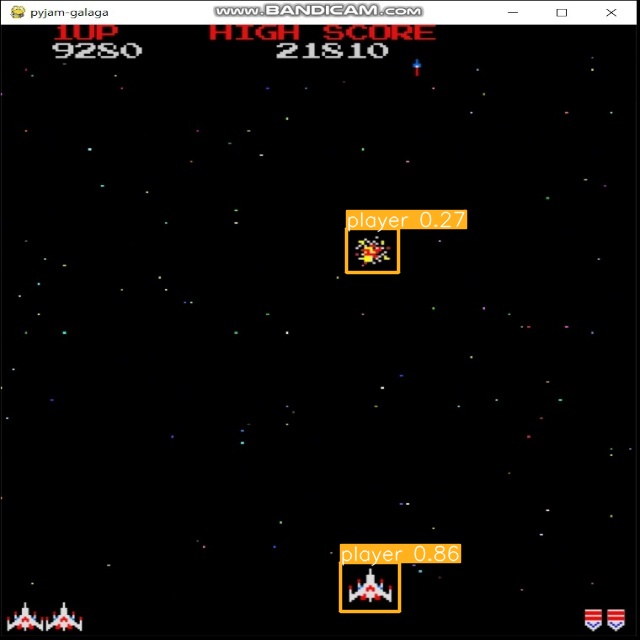 pyjam-galaga
www.BANDICAM.com
1UP HIGH SCORE
9280 21810
player 0.27
player 0.86